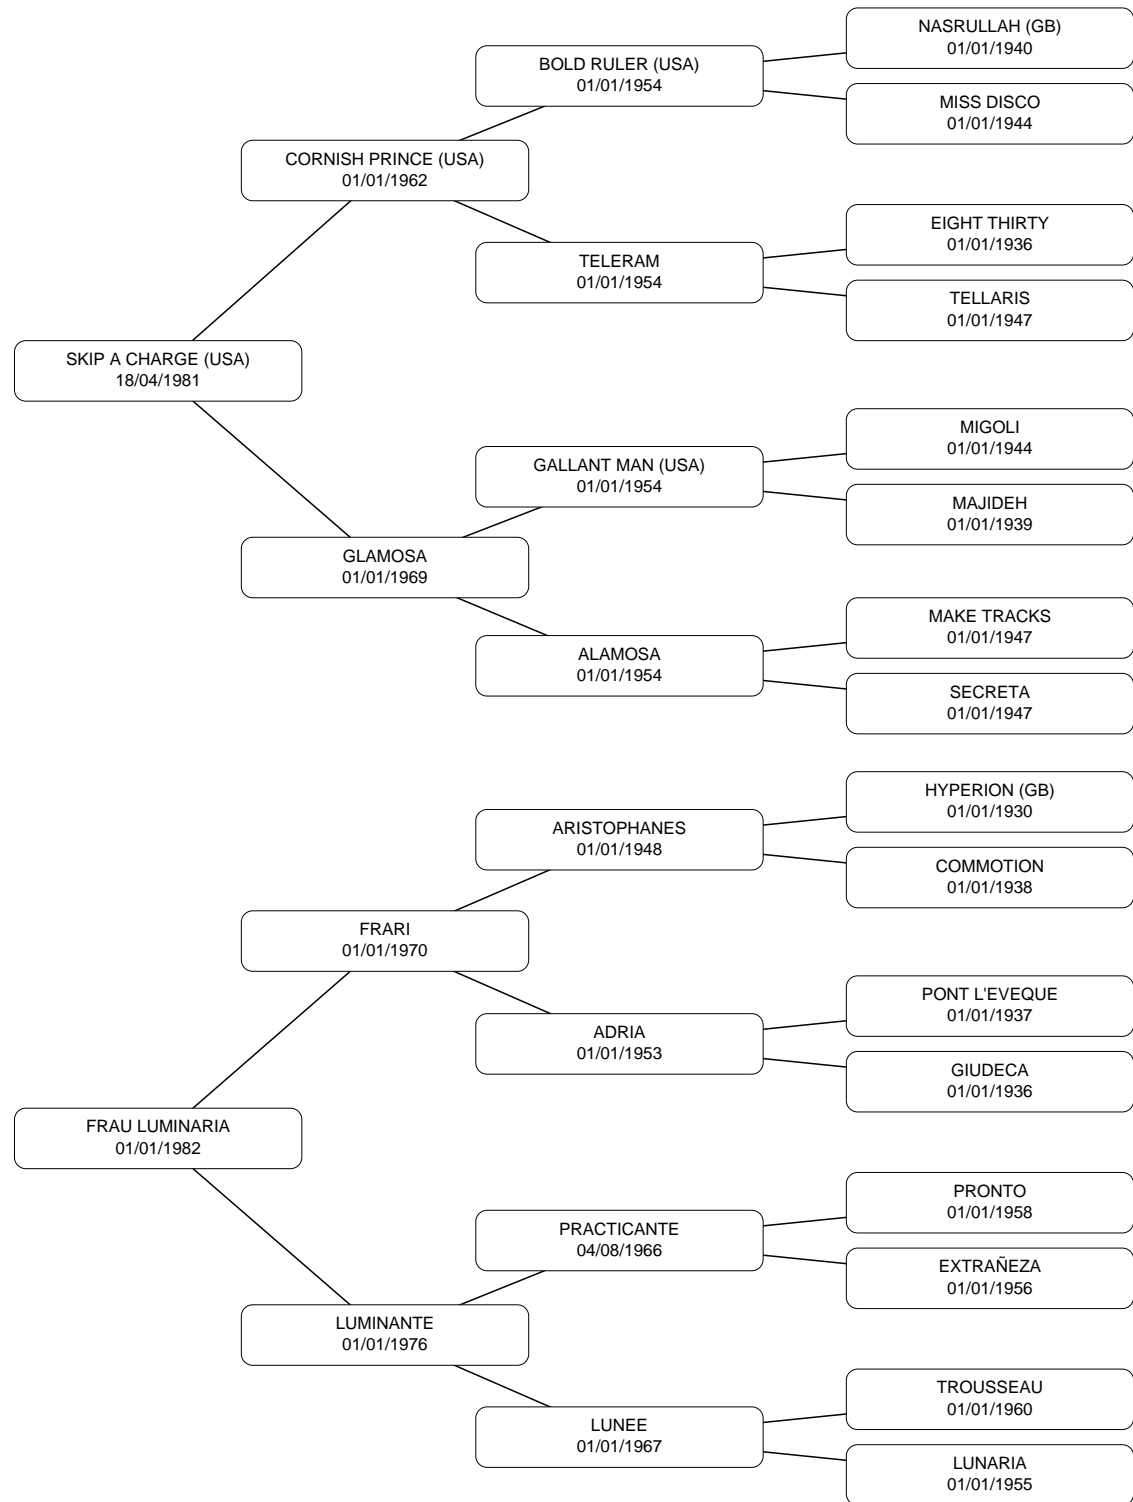 NASRULLAH (GB)
01/01/1940
BOLD RULER (USA)
01/01/1954
MISS DISCO
01/01/1944
CORNISH PRINCE (USA)
01/01/1962
EIGHT THIRTY
01/01/1936
TELERAM
01/01/1954
TELLARIS
01/01/1947
SKIP A CHARGE (USA)
18/04/1981
MIGOLI
01/01/1944
GALLANT MAN (USA)
01/01/1954
MAJIDEH
01/01/1939
GLAMOSA
01/01/1969
MAKE TRACKS
01/01/1947
ALAMOSA
01/01/1954
SECRETA
01/01/1947
HYPERION (GB)
01/01/1930
ARISTOPHANES
01/01/1948
COMMOTION
01/01/1938
FRARI
01/01/1970
PONT L'EVEQUE
01/01/1937
ADRIA
01/01/1953
GIUDECA
01/01/1936
FRAU LUMINARIA
01/01/1982
PRONTO
01/01/1958
PRACTICANTE
04/08/1966
EXTRAÑEZA
01/01/1956
LUMINANTE
01/01/1976
TROUSSEAU
01/01/1960
LUNEE
01/01/1967
LUNARIA
01/01/1955